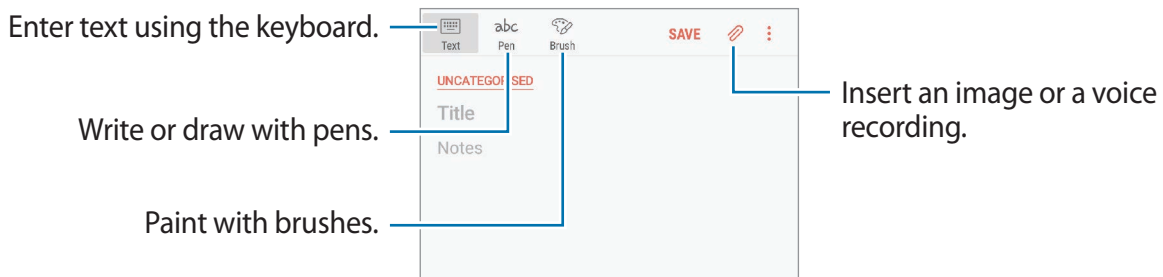 Enter text using the keyboard.
abc
Text Pen Brush
SAVE
UNCATEGORISED
Title
Notes
Write or draw with pens.
Paint with brushes.
Insert an image or a voice
recording.